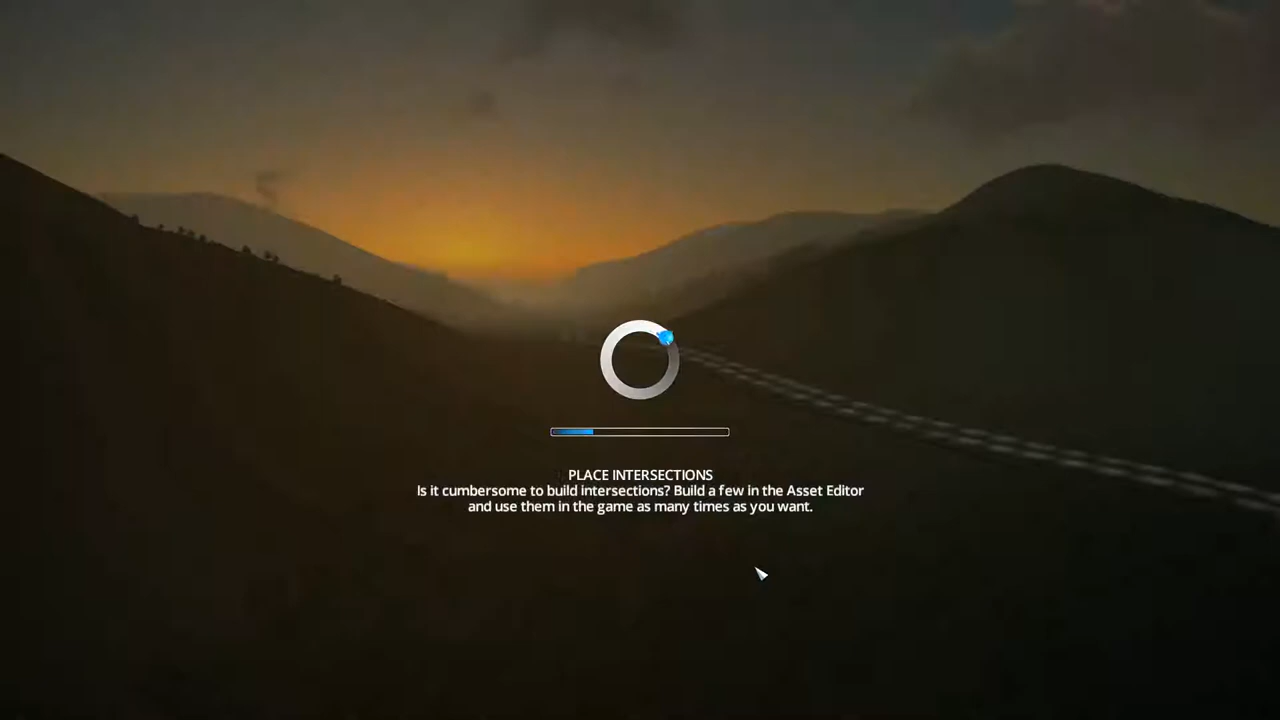 PLACE INTERSECTIONS
Is it cumbersome to build intersections? Build a few in the Asset Editor
and use them in the game as many times as you want.